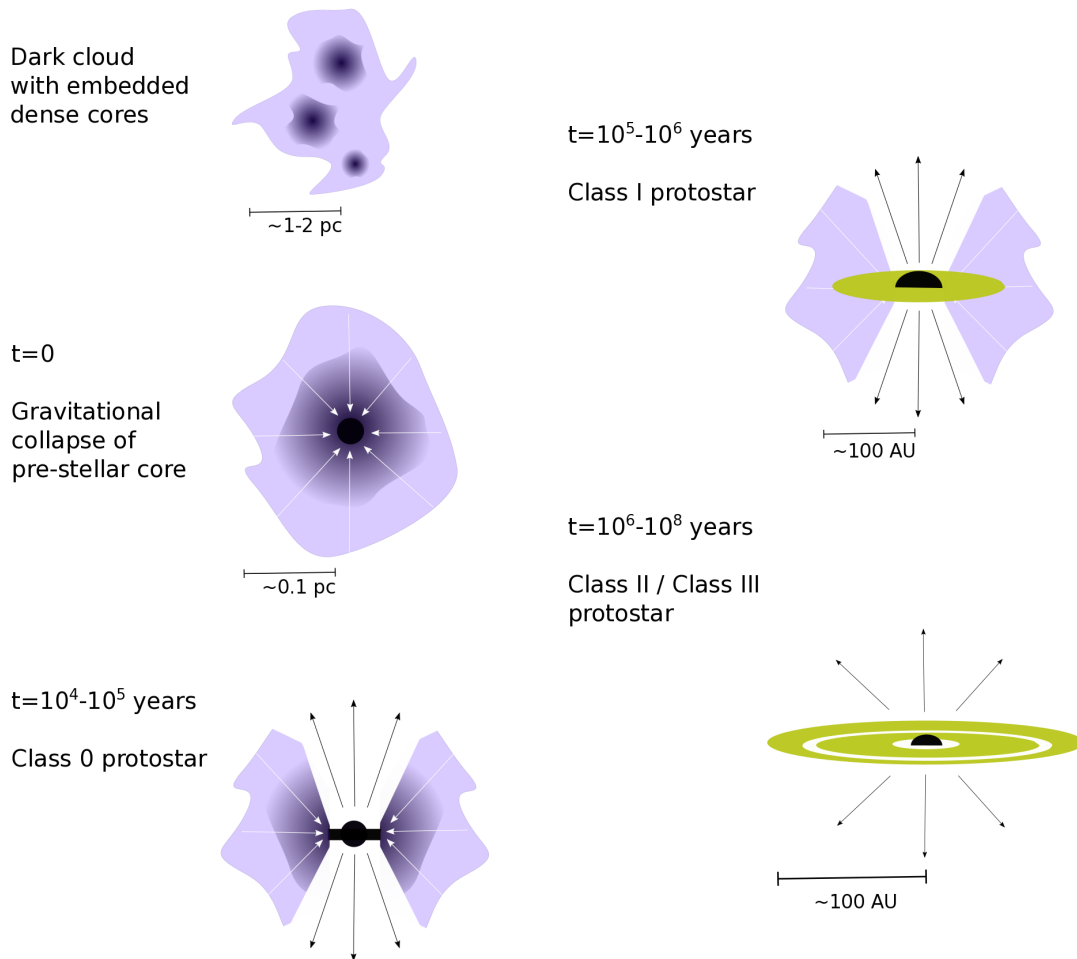 Dark cloud
with embedded
dense cores
~1-2 pc
t=0
Gravitational
collapse of
pre-stellar core
~0.1 pc
t=10⁴-10⁵ years
Class 0 protostar
t=10⁵-10⁶ years
Class I protostar
~100 AU
t=10⁶-10⁸ years
Class II / Class III
protostar
~100 AU